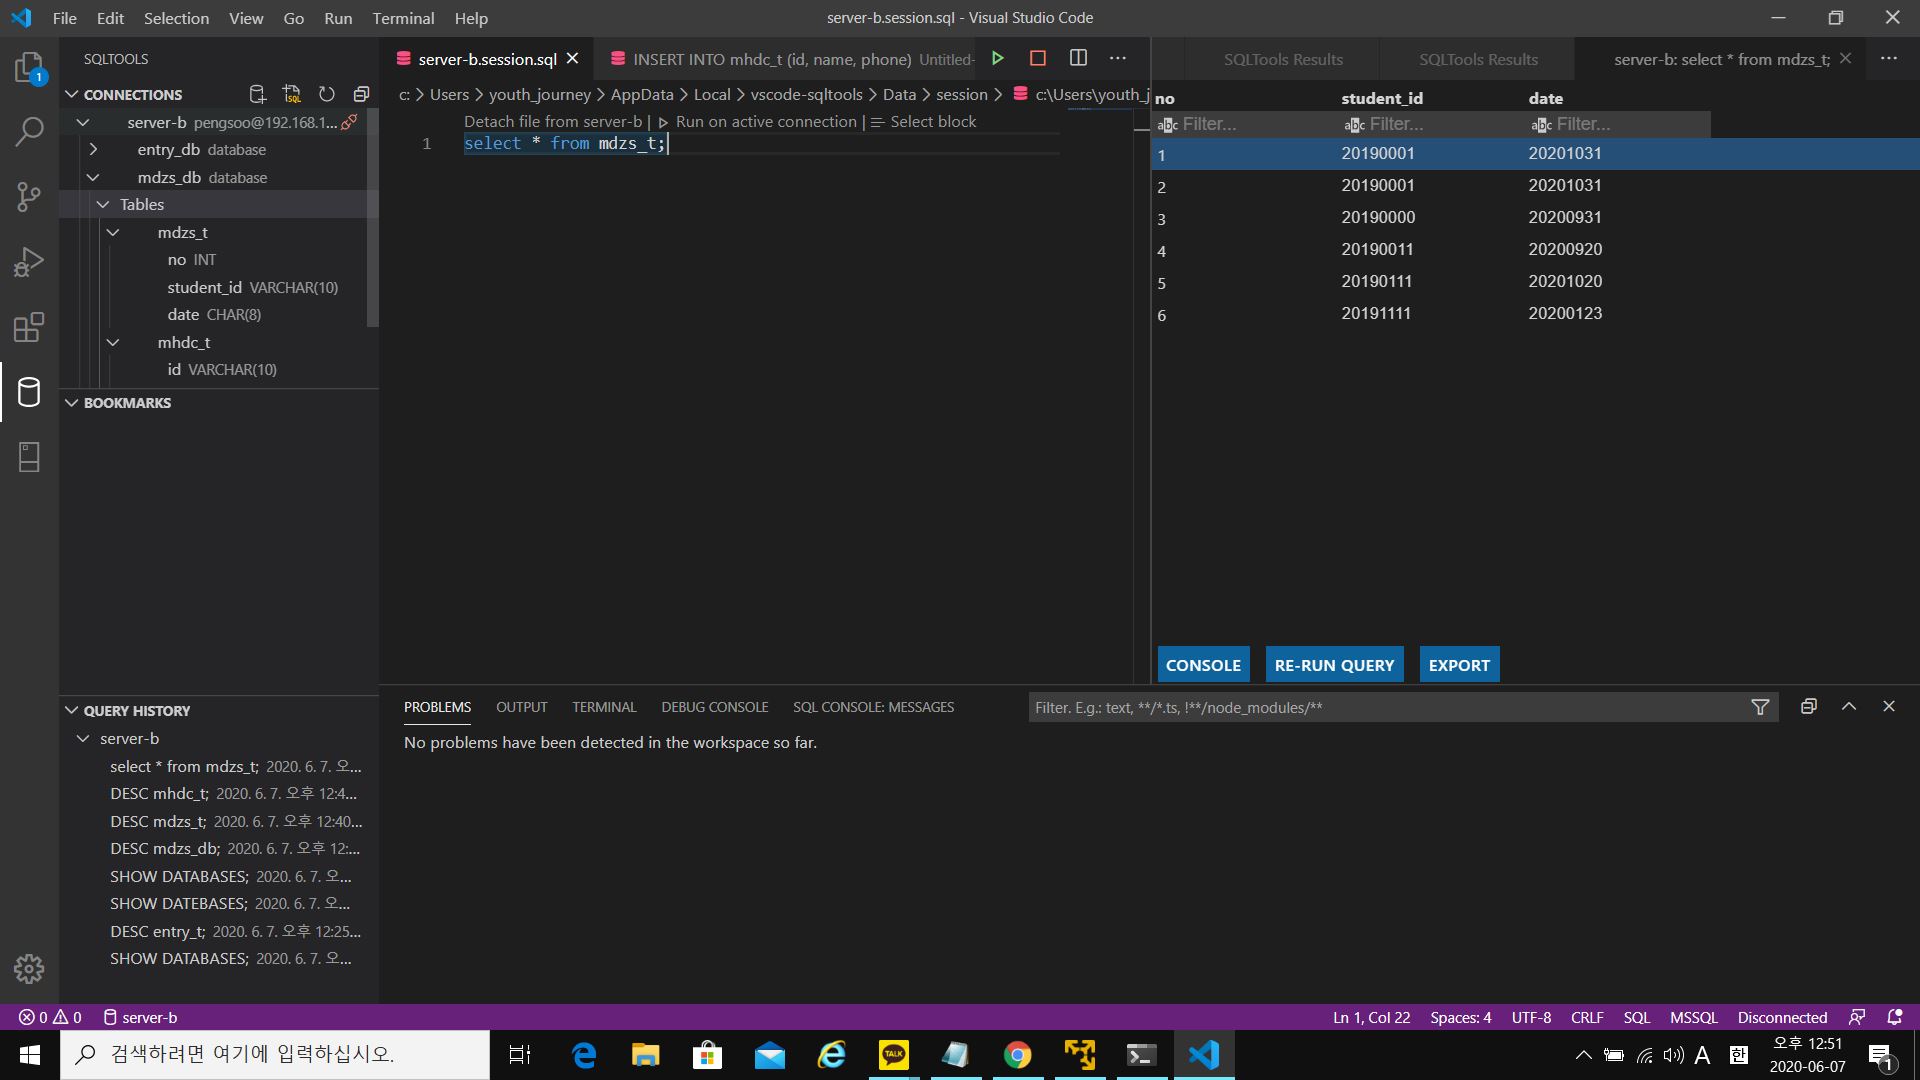 File Edit Selection View Go Run Terminal Help
server-b.session.sql - Visual Studio Code
1
SQLTOOLS
CONNECTIONS
server-b pengsoo@192.168.1...
entry_db database
mdzs_db database
Tables
mdzs_t
no INT
student_id VARCHAR(10)
date CHAR(8)
mhdc_t
id VARCHAR(10)
BOOKMARKS
QUERY HISTORY
server-b
select * from mdzs_t; 2020. 6. 7. 오...
DESC mhdc_t; 2020. 6. 7. 오후 12:4...
DESC mdzs_t; 2020. 6. 7. 오후 12:40...
DESC mdzs_db; 2020. 6. 7. 오후 12:...
SHOW DATABASES; 2020. 6. 7. 오...
SHOW DATEBASES; 2020. 6. 7. 오...
DESC entry_t; 2020. 6. 7. 오후 12:25...
SHOW DATABASES; 2020. 6. 7. 오...
server-b.session.sql INSERT INTO mhdc_t (id, name, phone) Untitled-
c: > Users > youth_journey > AppData > Local > vscode-sqltools > Data > session > c:\Users\youth_j
Detach file from server-b | Run on active connection | Select block
1 select * from mdzs_t;
SQLTools Results SQLTools Results server-b: select * from mdzs_t;
no student_id date
abc Filter... abc Filter... abc Filter...
1 20190001 20201031
2 20190001 20201031
3 20190000 20200931
4 20190011 20200920
5 20190111 20201020
6 20191111 20200123
CONSOLE RE-RUN QUERY EXPORT
PROBLEMS OUTPUT TERMINAL DEBUG CONSOLE SQL CONSOLE: MESSAGES
Filter. E.g.: text, **/*.ts, !**/node_modules/**
No problems have been detected in the workspace so far.
0 0 server-b
Ln 1, Col 22 Spaces: 4 UTF-8 CRLF SQL MSSQL Disconnected
검색하려면 여기에 입력하십시오.
TALK
A 한
오후 12:51
2020-06-07
1